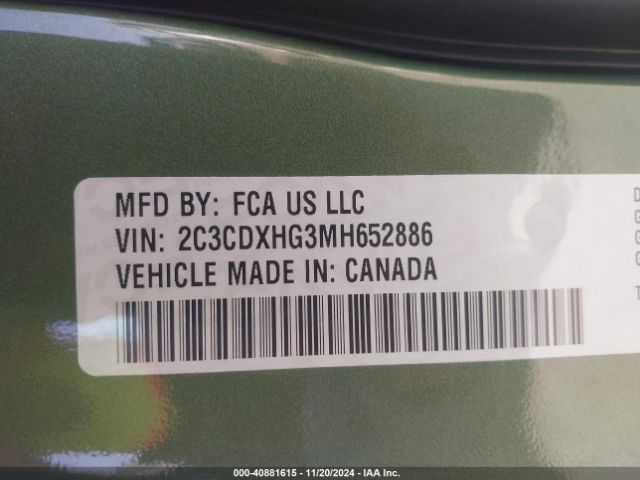 MFD BY: FCA US LLC
VIN: 2C3CDXHG3MH652886
VEHICLE MADE IN: CANADA
D
G
G
G
T
000-40881615 - 11/20/2024 - IAA, Inc.